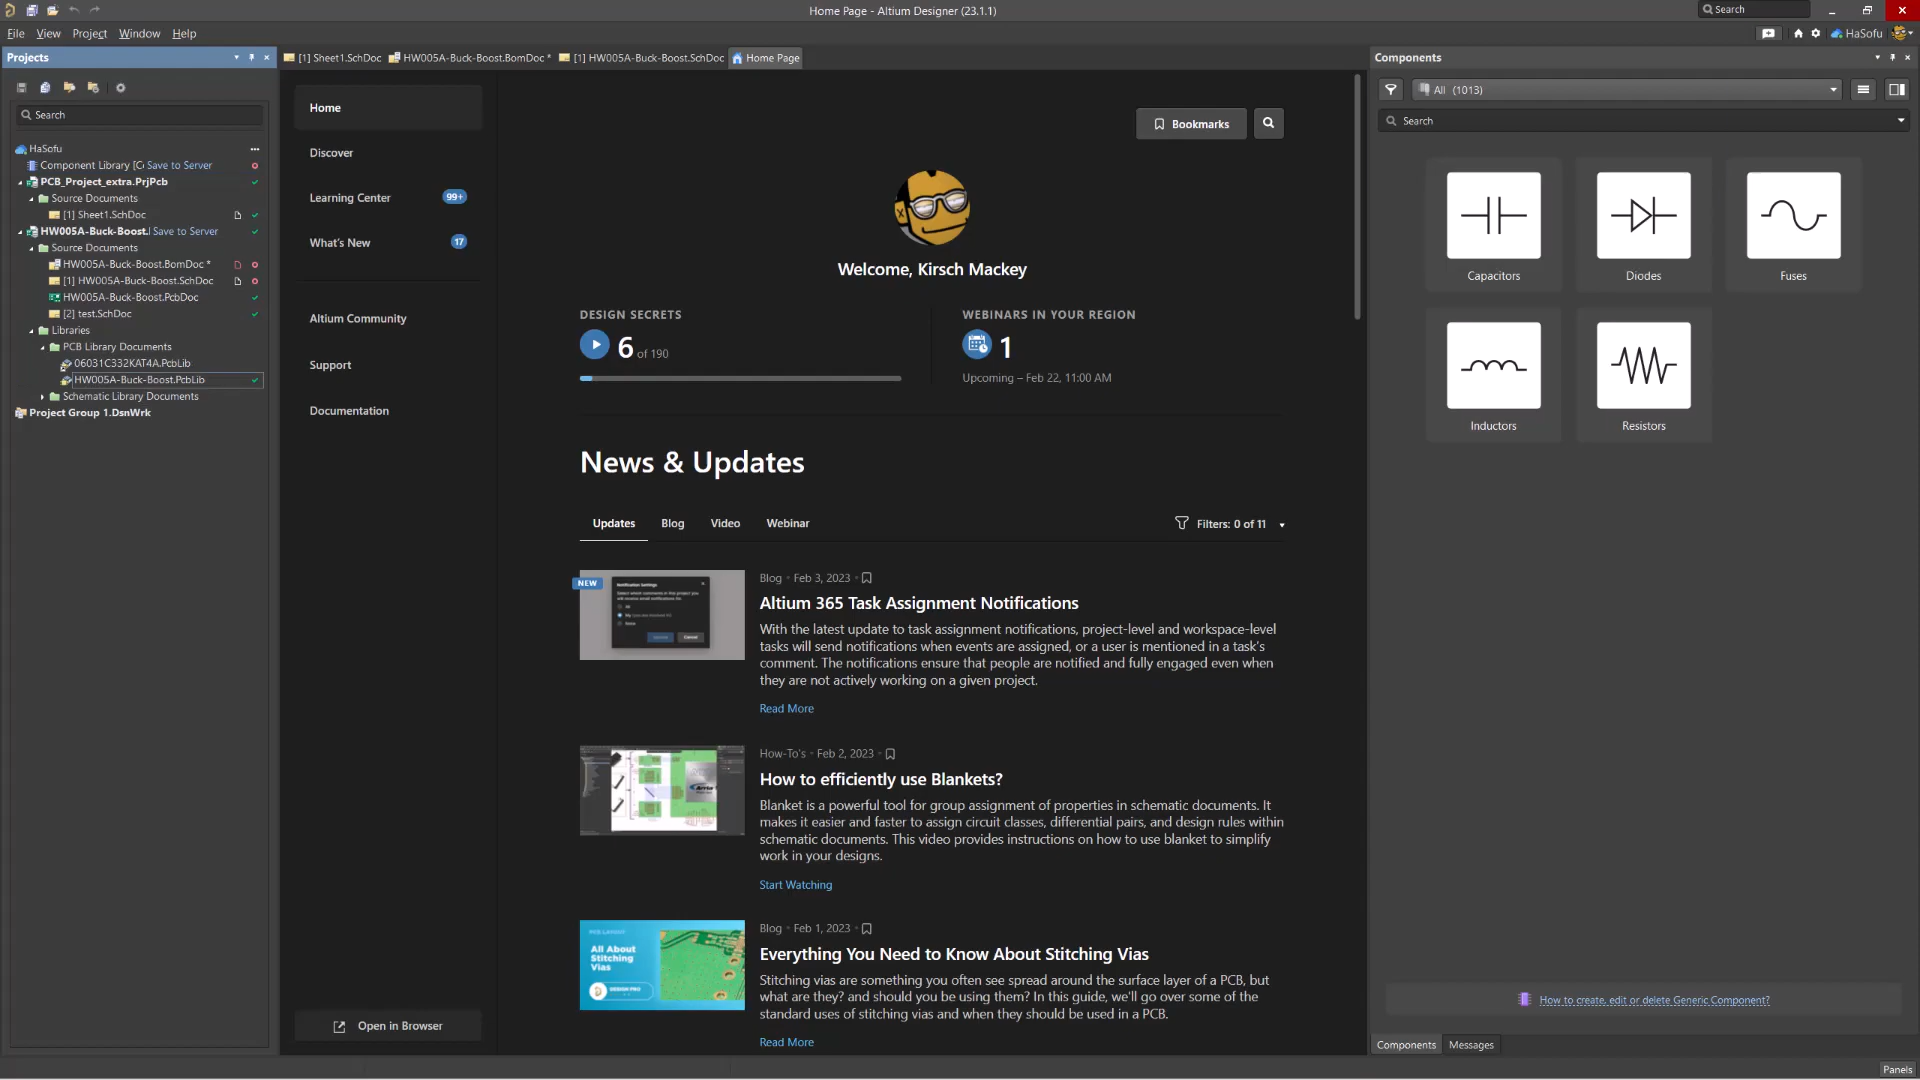 Home Page - Altium Designer (23.1.1)
Search
File View Project Window Help
HaSofu
Projects
[1] Sheet1.SchDoc
HW005A-Buck-Boost.BomDoc *
[1] HW005A-Buck-Boost.SchDoc
Home Page
Components
Search
HaSofu
Component Library [C Save to Server
PCB_Project_extra.PrjPcb
Source Documents
[1] Sheet1.SchDoc
HW005A-Buck-Boost. Save to Server
Source Documents
HW005A-Buck-Boost.BomDoc *
[1] HW005A-Buck-Boost.SchDoc
HW005A-Buck-Boost.PcbDoc
[2] test.SchDoc
Libraries
PCB Library Documents
06031C332KAT4A.PcbLib
HW005A-Buck-Boost.PcbLib
Schematic Library Documents
Project Group 1.DsnWrk
Home
Discover
Learning Center 99+
What's New 17
Altium Community
Support
Documentation
Open in Browser
Bookmarks
Welcome, Kirsch Mackey
DESIGN SECRETS
6 of 190
WEBINARS IN YOUR REGION
1
Upcoming – Feb 22, 11:00 AM
News & Updates
Updates Blog Video Webinar
Filters: 0 of 11
NEW
Notification Settings
Cancel
Blog • Feb 3, 2023 •
Altium 365 Task Assignment Notifications
With the latest update to task assignment notifications, project-level and workspace-level
tasks will send notifications when events are assigned, or a user is mentioned in a task's
comment. The notifications ensure that people are notified and fully engaged even when
they are not actively working on a given project.
Read More
How-To's • Feb 2, 2023 •
How to efficiently use Blankets?
Blanket is a powerful tool for group assignment of properties in schematic documents. It
makes it easier and faster to assign circuit classes, differential pairs, and design rules within
schematic documents. This video provides instructions on how to use blanket to simplify
work in your designs.
Start Watching
PCB LAYOUT
All About
Stitching
Vias
DESIGN PRO
Blog • Feb 1, 2023 •
Everything You Need to Know About Stitching Vias
Stitching vias are something you often see spread around the surface layer of a PCB, but
what are they? and should you be using them? In this guide, we'll go over some of the
standard uses of stitching vias and when they should be used in a PCB.
Read More
All (1013)
Search
Capacitors
Diodes
Fuses
Inductors
Resistors
How to create, edit or delete Generic Component?
Components Messages
Panels